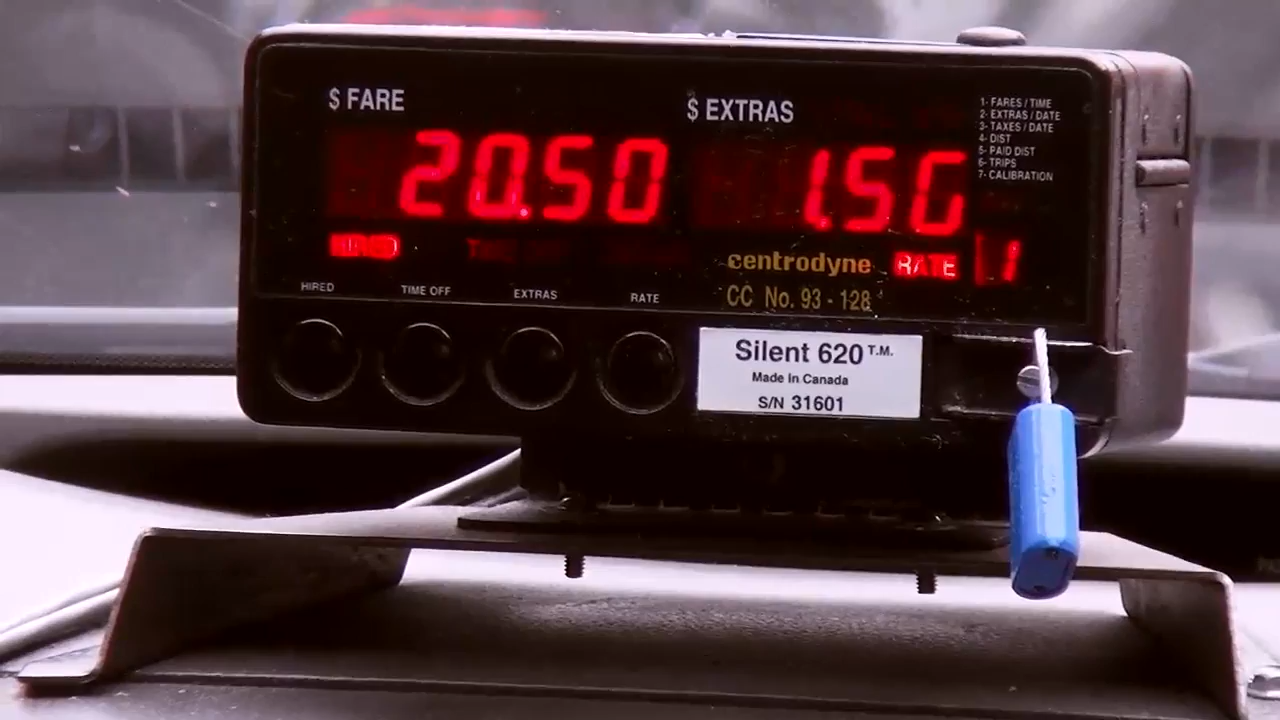 $ FARE
$ EXTRAS
20.50
1.50
1- FARES / TIME
2- EXTRAS / DATE
3- TAXES / DATE
4- DIST
5- PAID DIST
6- TRIPS
7- CALIBRATION
HIRED
centrodyne
RATE 1
CC No. 93 - 128
HIRED
TIME OFF
EXTRAS
RATE
Silent 620 T.M.
Made in Canada
S/N 31601